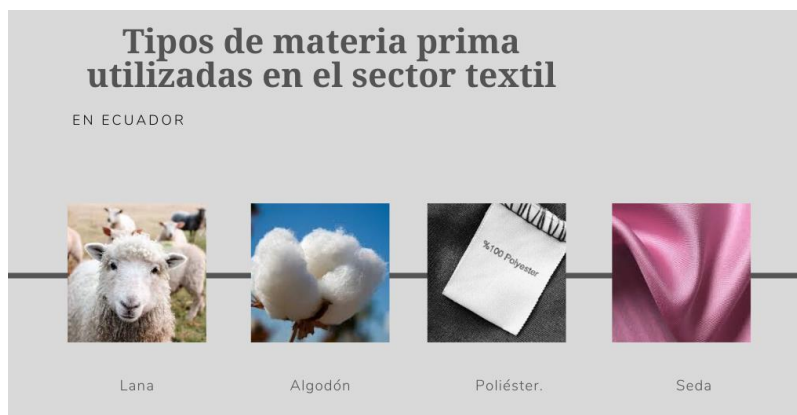 Tipos de materia prima
utilizadas en el sector textil
EN ECUADOR
%100 Polyester
Lana
Algodón
Poliéster.
Seda